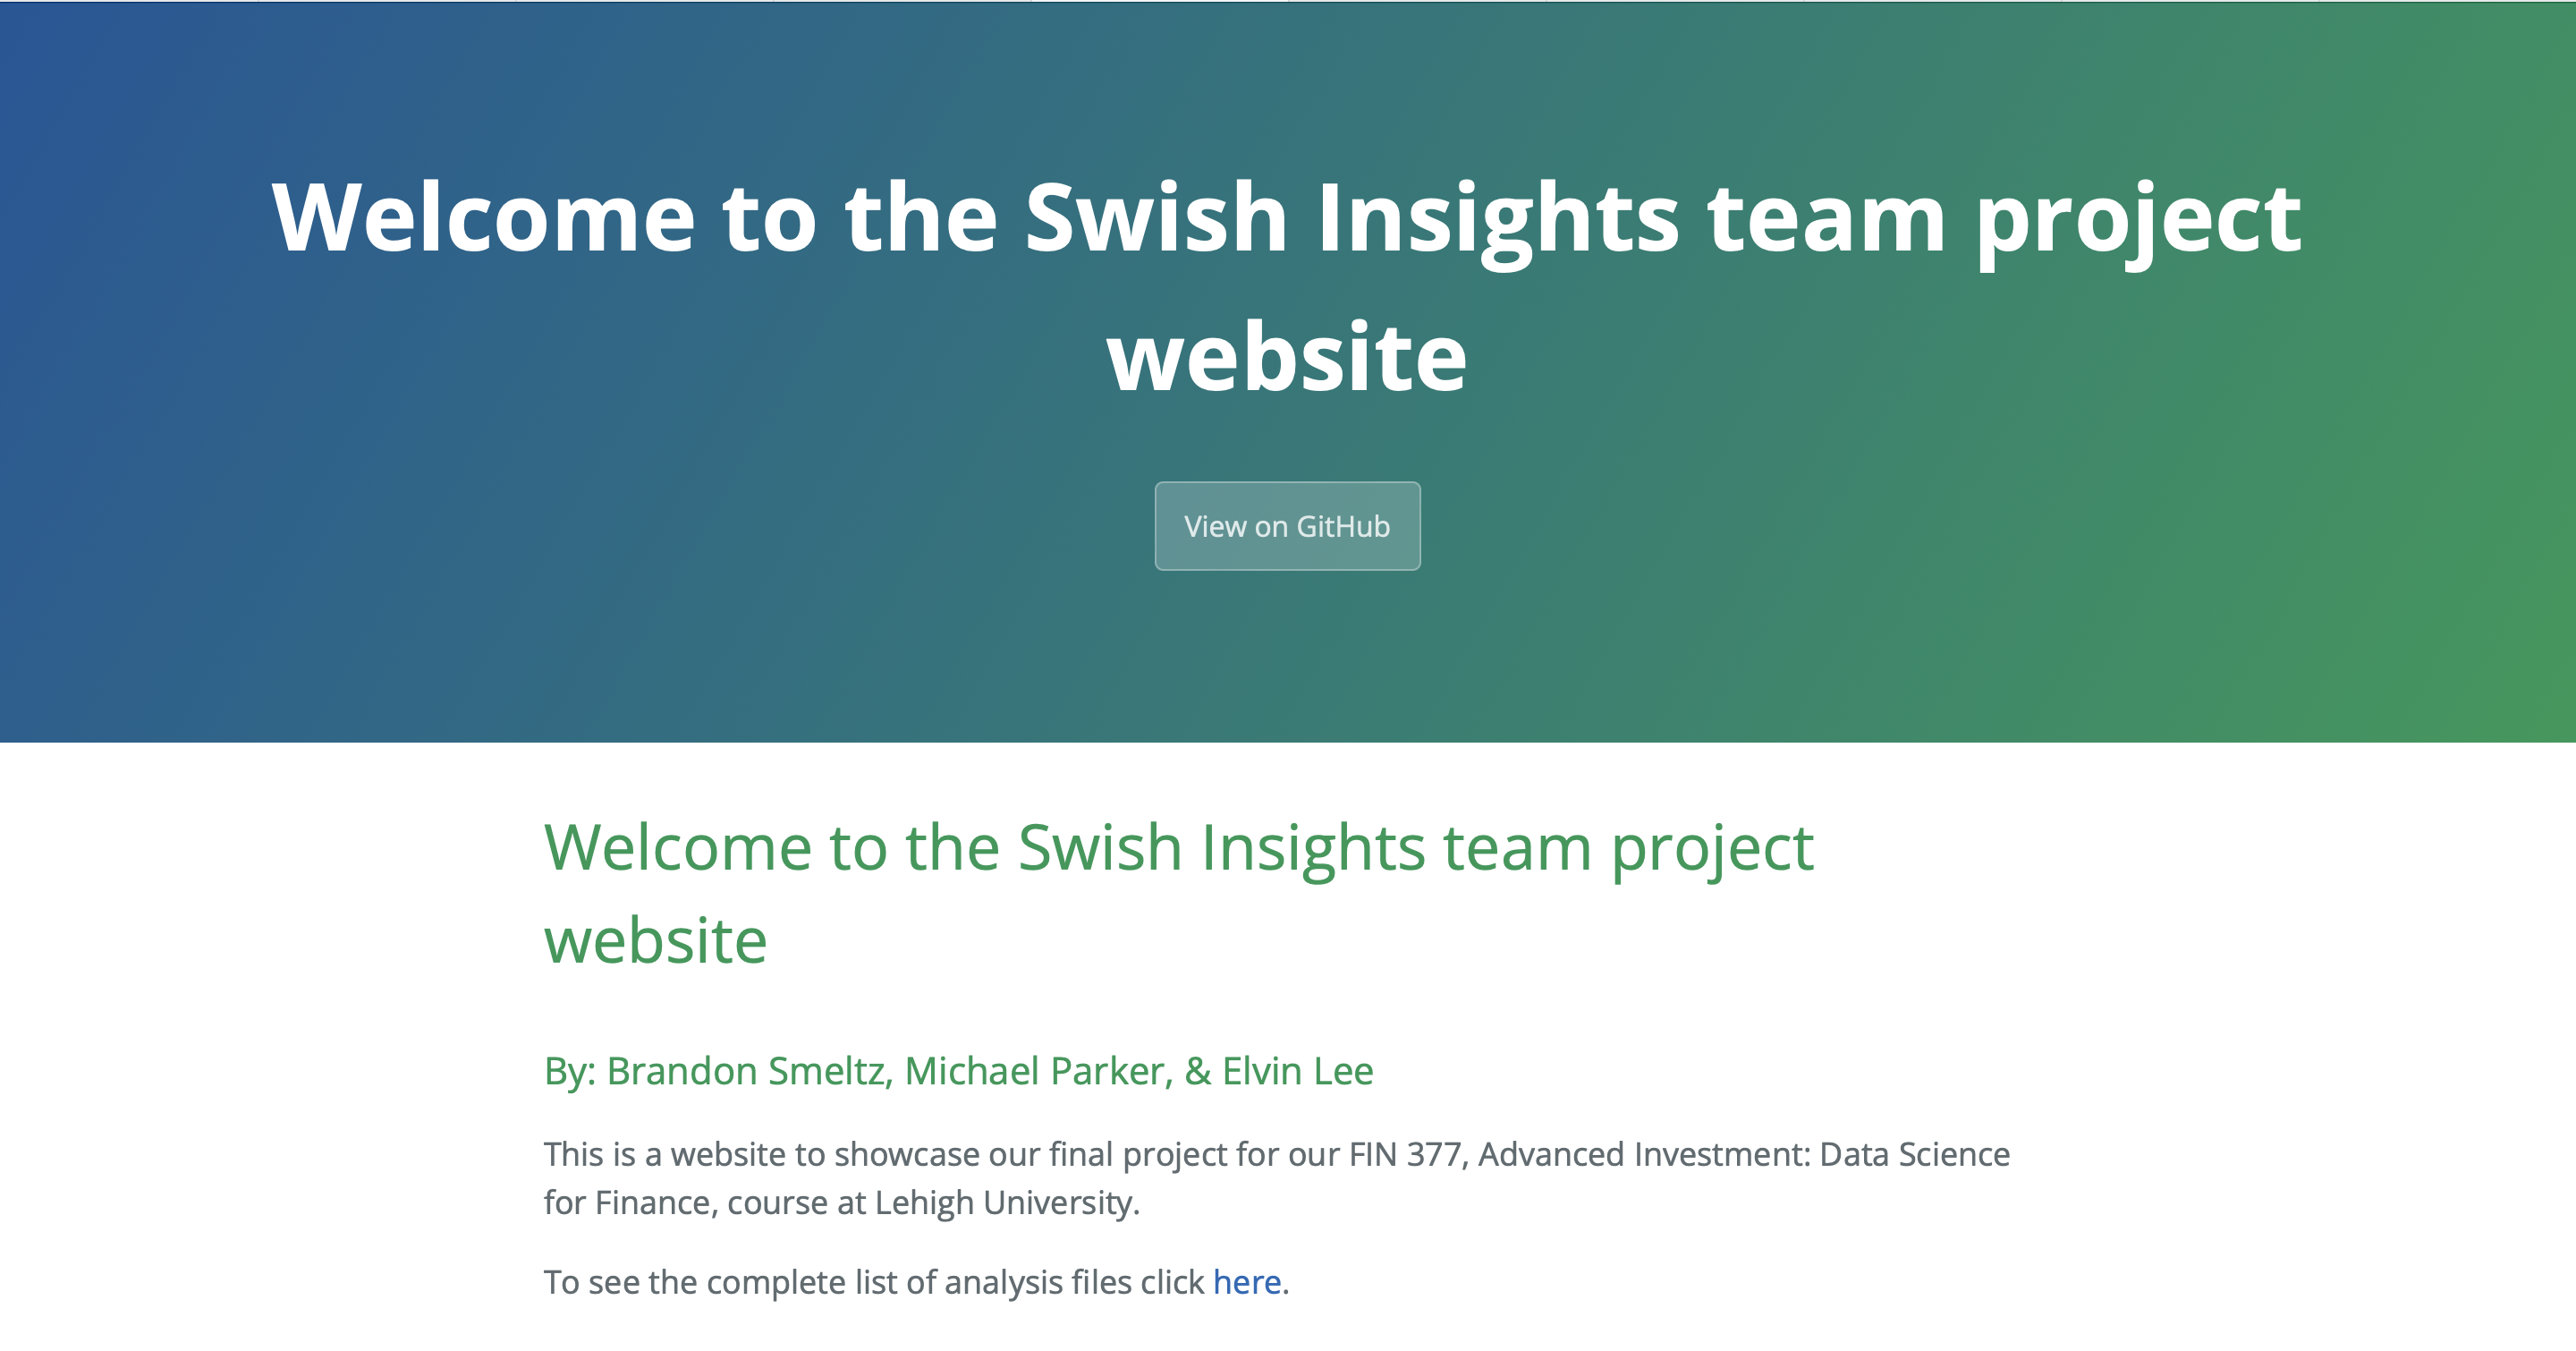 Welcome to the Swish Insights team project
website
View on GitHub
Welcome to the Swish Insights team project
website
By: Brandon Smeltz, Michael Parker, & Elvin Lee
This is a website to showcase our final project for our FIN 377, Advanced Investment: Data Science
for Finance, course at Lehigh University.
To see the complete list of analysis files click here.